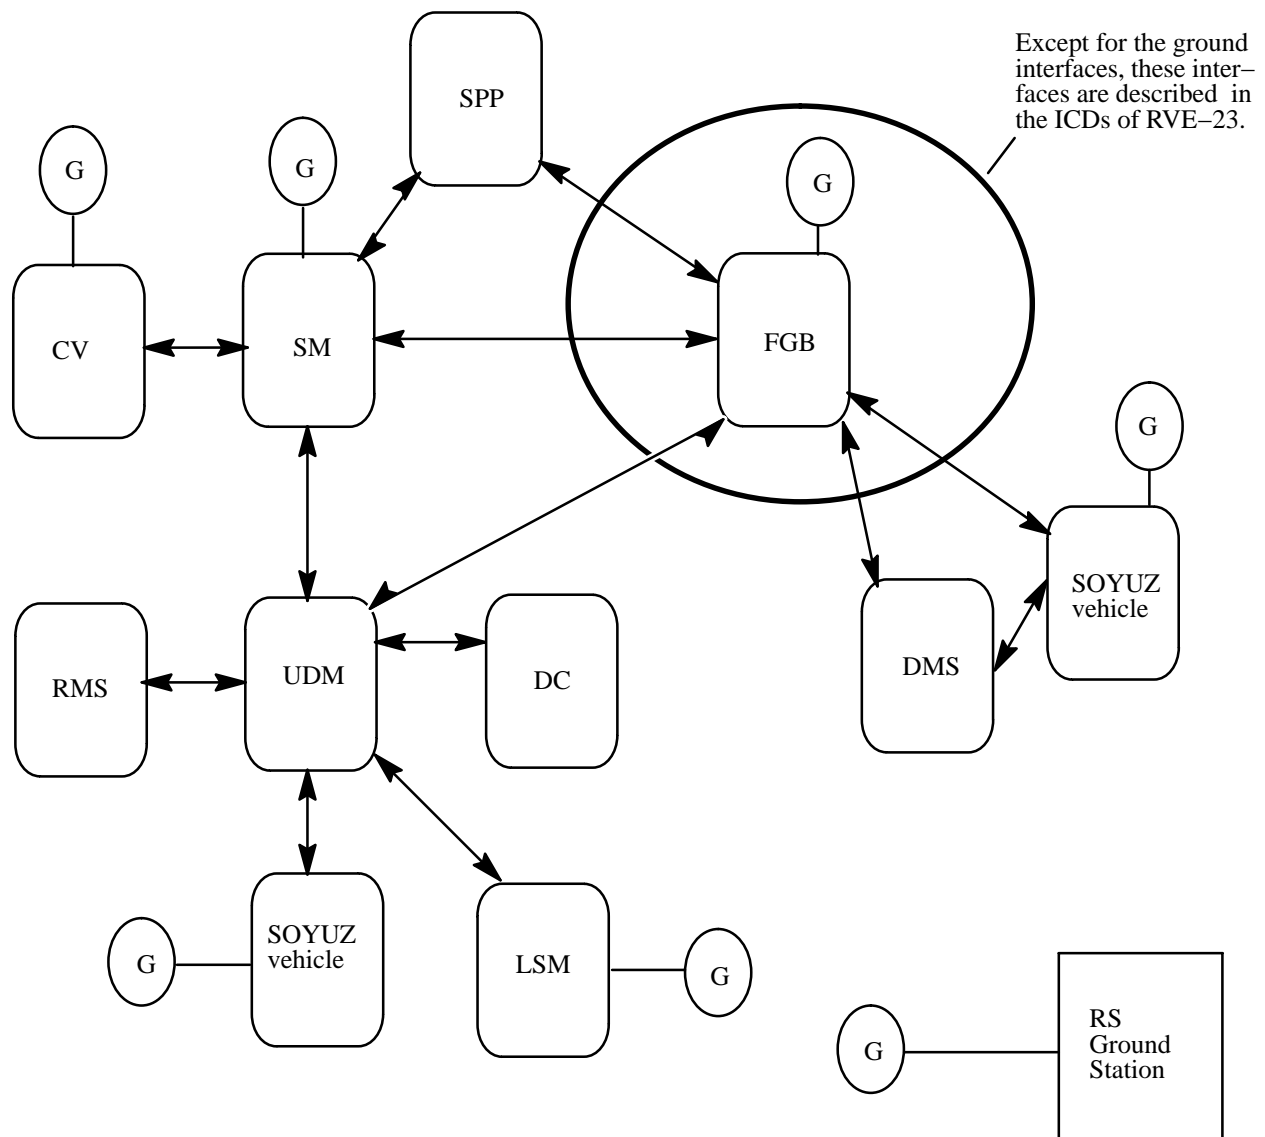 Except for the ground
interfaces, these inter–
faces are described in
the ICDs of RVE–23.
SPP
G
G
G
CV
SM
FGB
G
SOYUZ
vehicle
RMS
UDM
DC
DMS
SOYUZ
vehicle
G
LSM
G
RS
Ground
Station
G